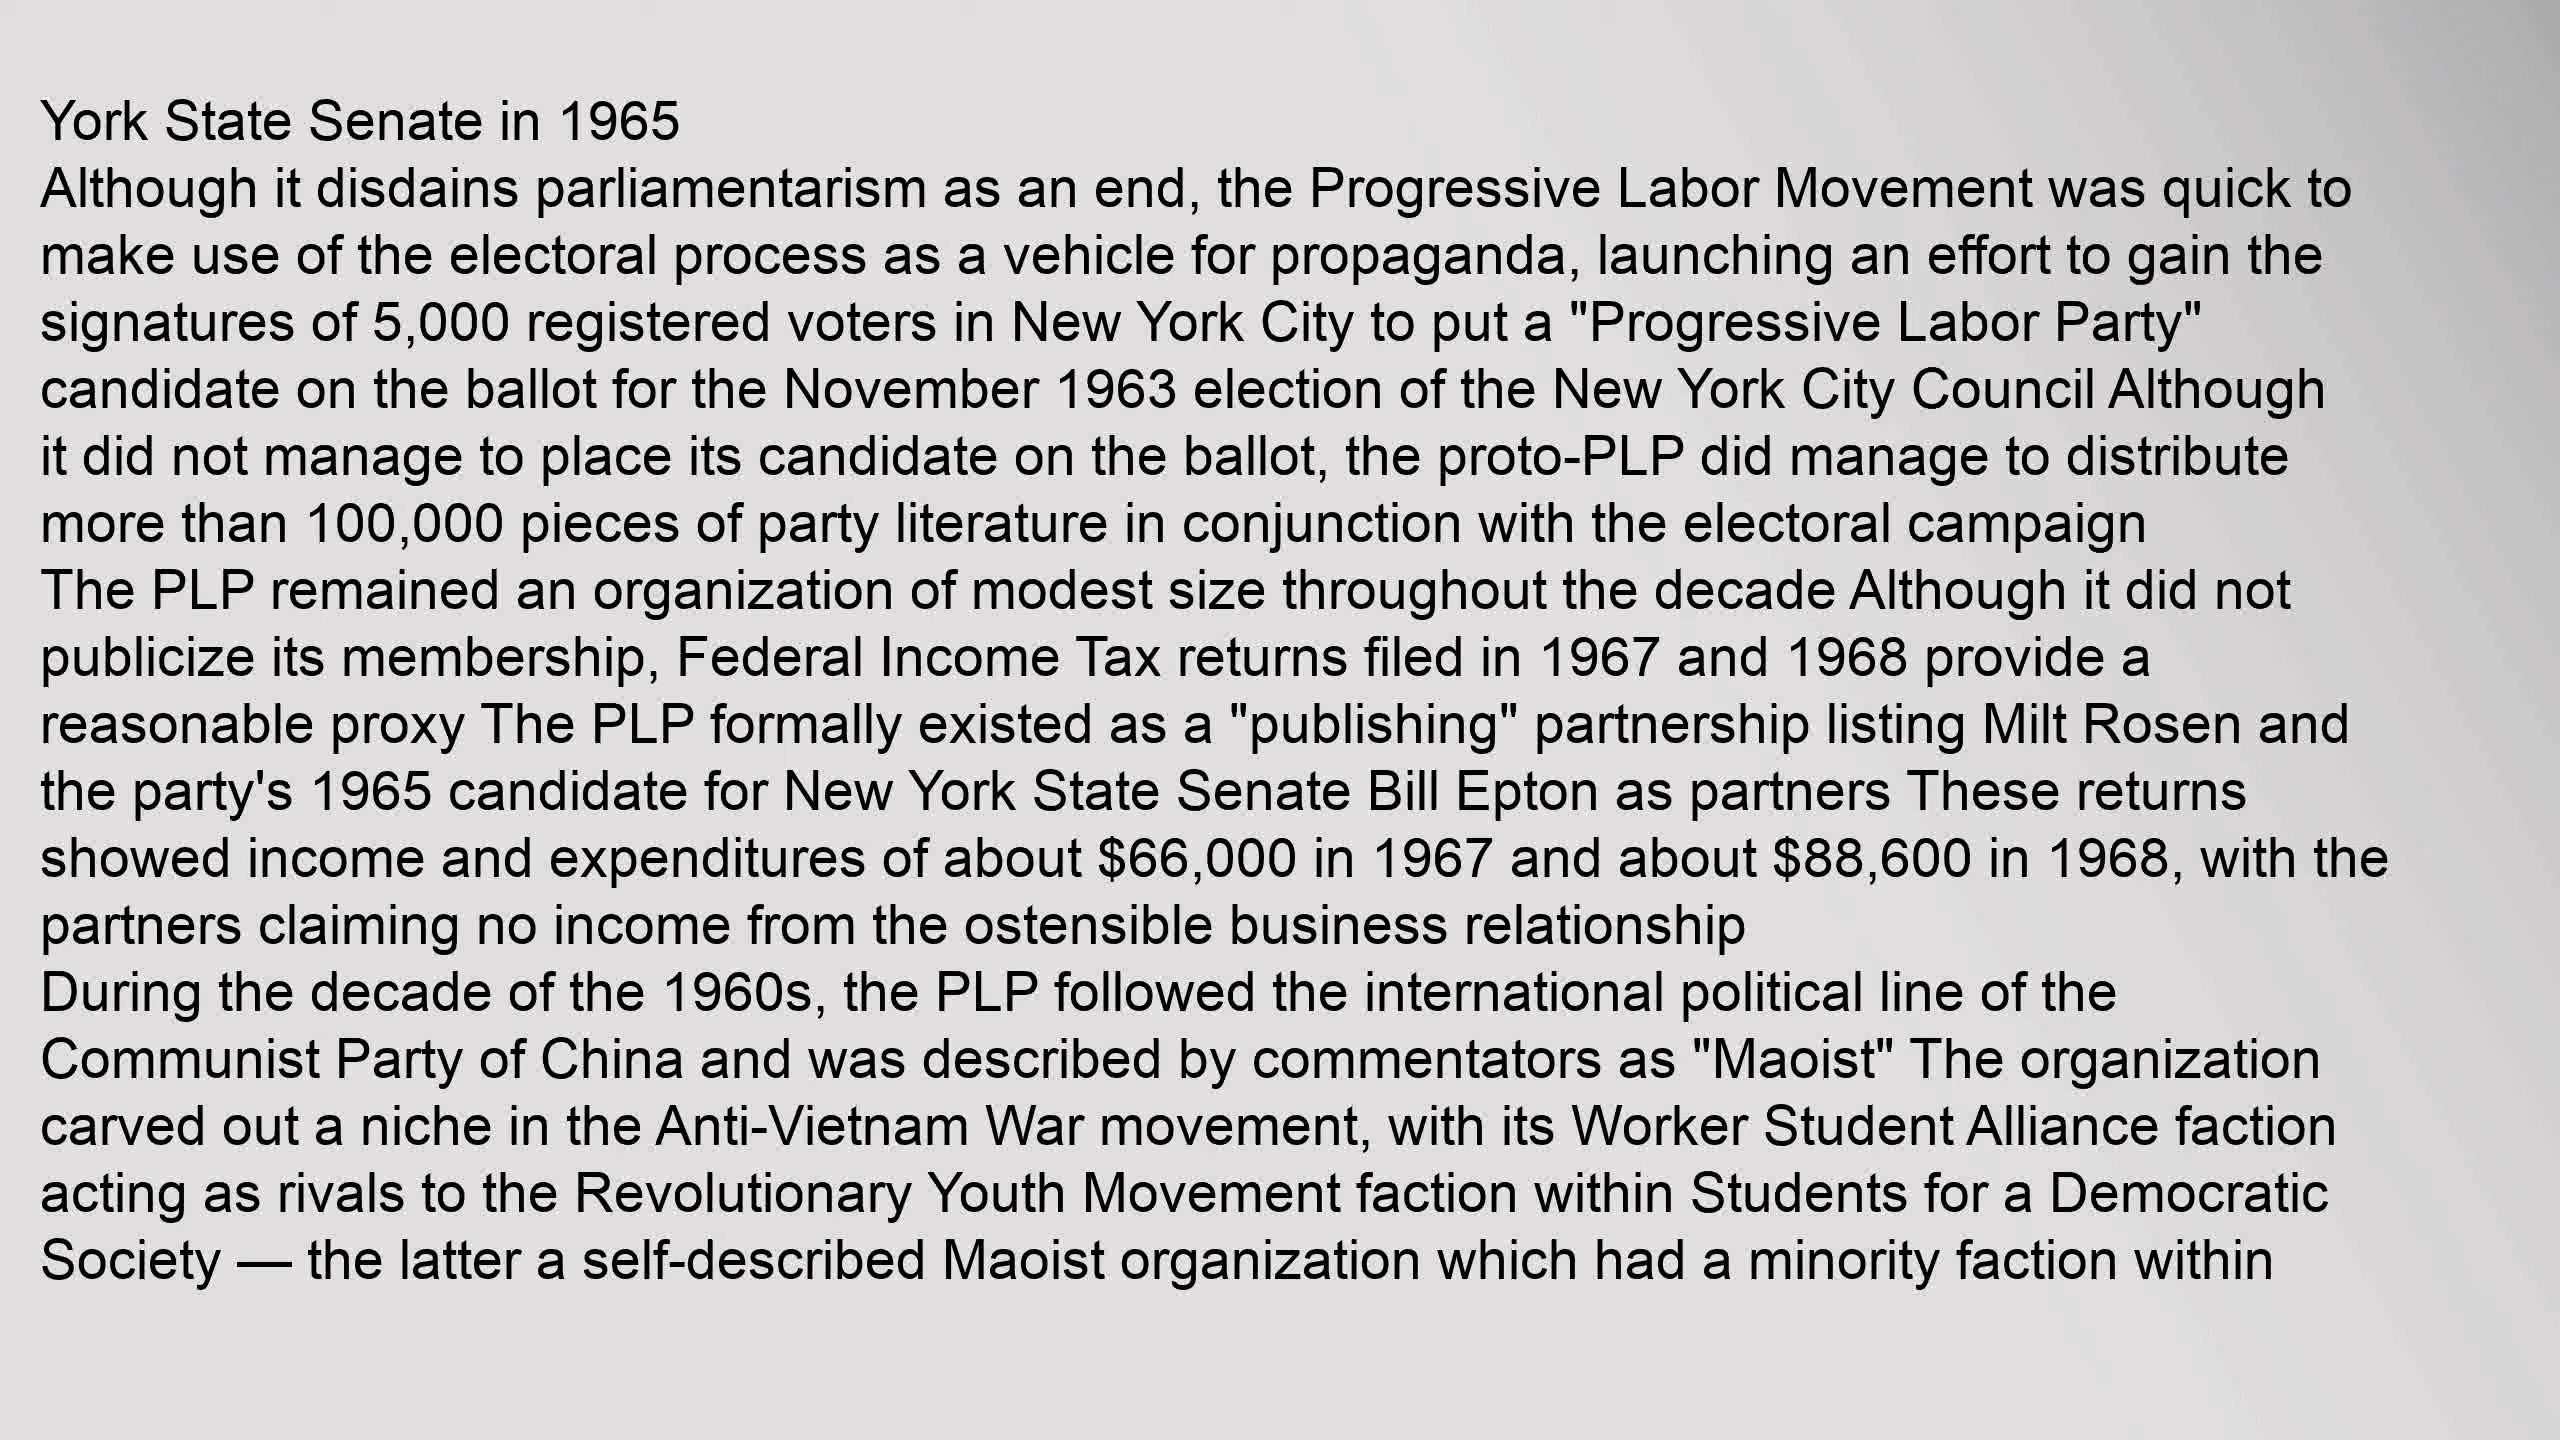 York State Senate in 1965
Although it disdains parliamentarism as an end, the Progressive Labor Movement was quick to
make use of the electoral process as a vehicle for propaganda, launching an effort to gain the
signatures of 5,000 registered voters in New York City to put a "Progressive Labor Party"
candidate on the ballot for the November 1963 election of the New York City Council Although
it did not manage to place its candidate on the ballot, the proto-PLP did manage to distribute
more than 100,000 pieces of party literature in conjunction with the electoral campaign
The PLP remained an organization of modest size throughout the decade Although it did not
publicize its membership, Federal Income Tax returns filed in 1967 and 1968 provide a
reasonable proxy The PLP formally existed as a "publishing" partnership listing Milt Rosen and
the party's 1965 candidate for New York State Senate Bill Epton as partners These returns
showed income and expenditures of about $66,000 in 1967 and about $88,600 in 1968, with the
partners claiming no income from the ostensible business relationship
During the decade of the 1960s, the PLP followed the international political line of the
Communist Party of China and was described by commentators as "Maoist" The organization
carved out a niche in the Anti-Vietnam War movement, with its Worker Student Alliance faction
acting as rivals to the Revolutionary Youth Movement faction within Students for a Democratic
Society — the latter a self-described Maoist organization which had a minority faction within